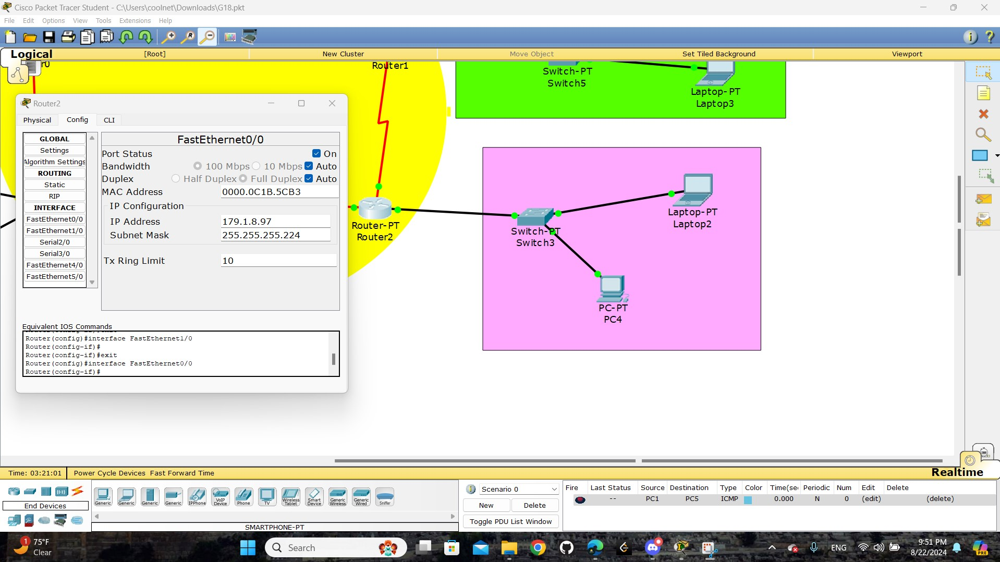 Cisco Packet Tracer Student - C:\Users\coolnet\Downloads\G18.pkt
File Edit Options View Tools Extensions Help
Logical [Root] New Cluster Move Object Set Tiled Background Viewport
r0
Router1
Switch-PT
Switch5
Laptop-PT
Laptop3
Router2
Physical Config CLI
GLOBAL
Settings
Algorithm Settings
ROUTING
Static
RIP
INTERFACE
FastEthernet0/0
FastEthernet1/0
Serial2/0
Serial3/0
FastEthernet4/0
FastEthernet5/0
FastEthernet0/0
Port Status On
Bandwidth 100 Mbps 10 Mbps Auto
Duplex Half Duplex Full Duplex Auto
MAC Address 0000.0C1B.5CB3
IP Configuration
IP Address 179.1.8.97
Subnet Mask 255.255.255.224
Tx Ring Limit 10
Equivalent IOS Commands
Router(config-if)#exit
Router(config)#interface FastEthernet1/0
Router(config-if)#
Router(config-if)#exit
Router(config)#interface FastEthernet0/0
Router(config-if)#
Router-PT
Router2
Switch-PT
Switch3
Laptop-PT
Laptop2
PC-PT
PC4
Time: 03:21:01 Power Cycle Devices Fast Forward Time
Realtime
End Devices
Generic Generic Generic Generic IPPhone VoIP Device Phone TV Wireless Tablet Smart Device Generic Wireless Generic Wired Sniffer
SMARTPHONE-PT
Scenario 0
New Delete
Toggle PDU List Window
Fire Last Status Source Destination Type Color Time(se Periodic Num Edit Delete
-- PC1 PC5 ICMP 0.000 N 0 (edit) (delete)
1
75°F
Clear
Search
ENG
9:51 PM
8/22/2024
PRE